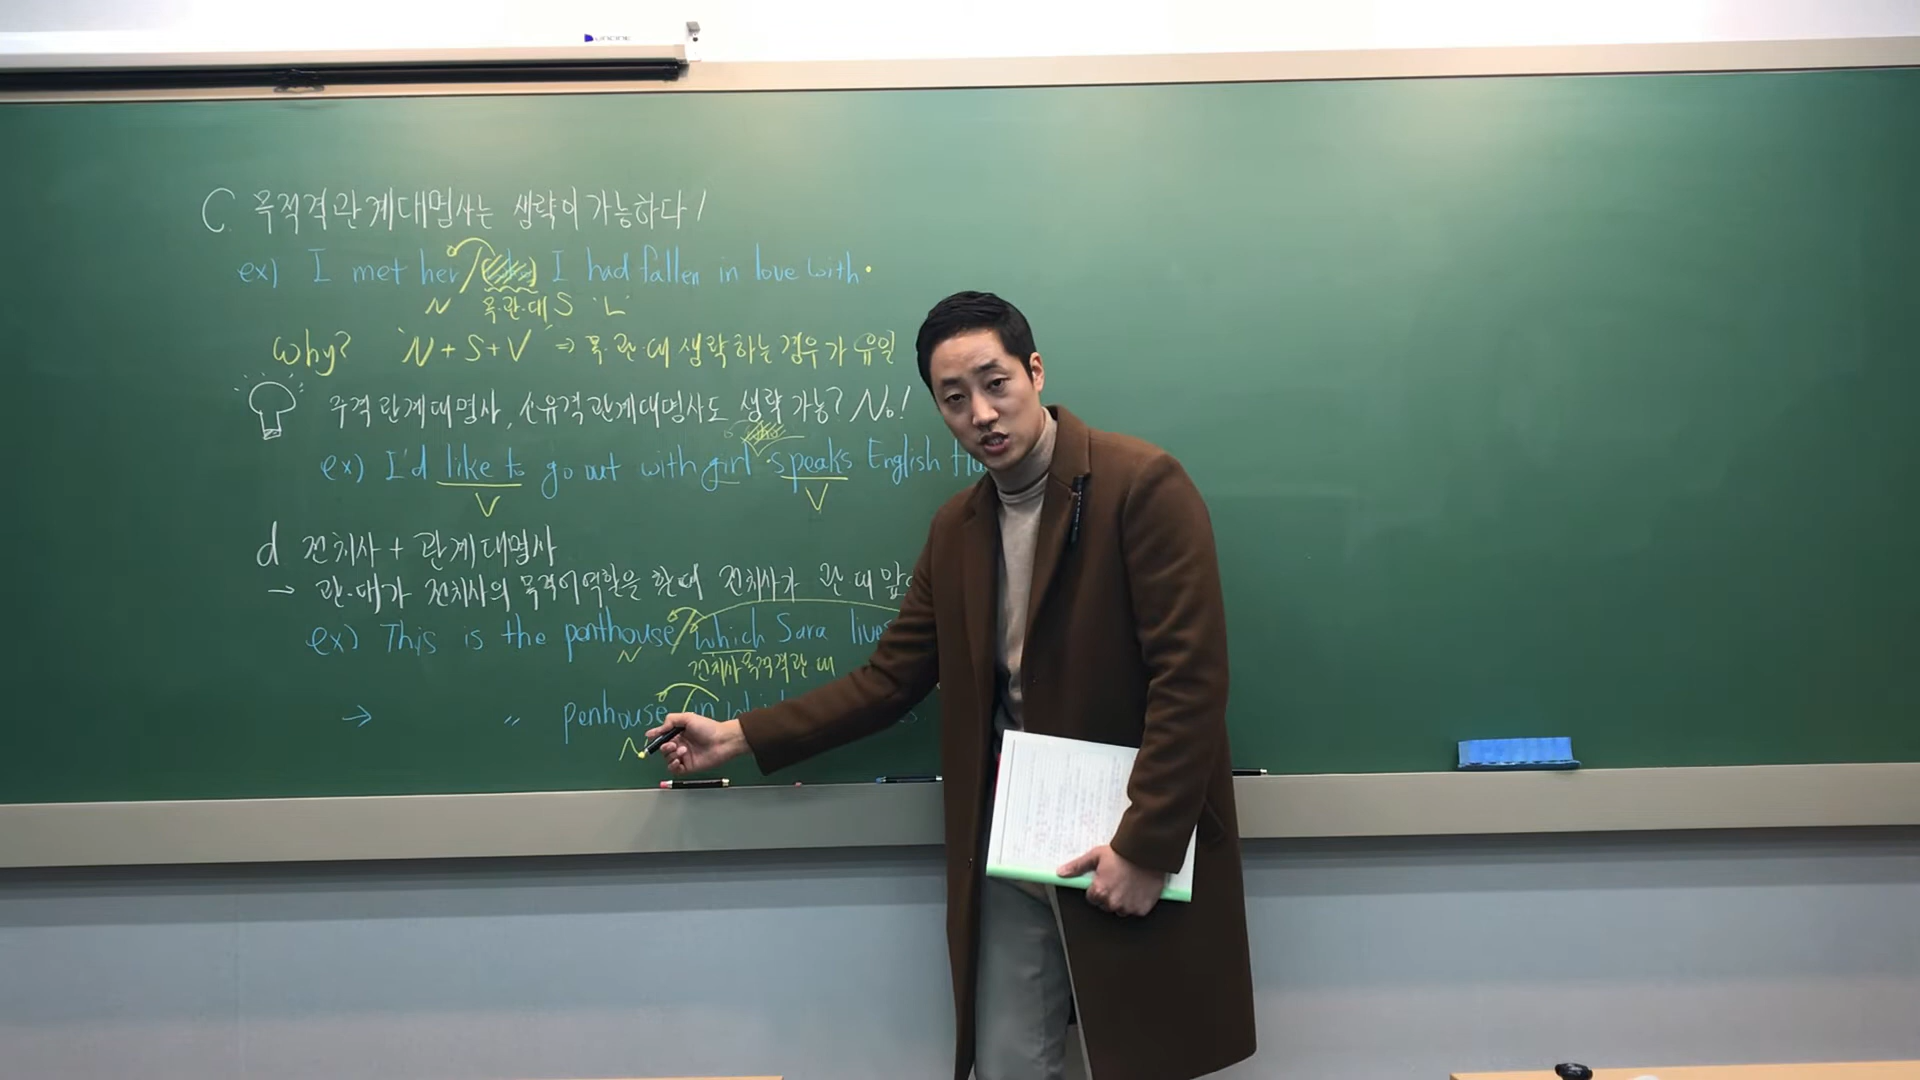 C. 목적격관계대명사는 생략이 가능하다!
ex) I met her / ( ) I had fallen in love with.
N 목·관·대 S
Why? N+S+V ⇒ 목·관·대 생략하는 경우가 유일
주격관계대명사, 소유격관계대명사도 생략 가능? No!
ex) I'd like to go out with girl speaks English
V V
d 전치사 + 관계대명사
→ 관·대가 전치사의 목적어역할을 할때 전치사가 관 대 앞
ex) This is the penthouse / which Sara lives
N 전치사목적격관 대
→ 〃 penhouse / in
N